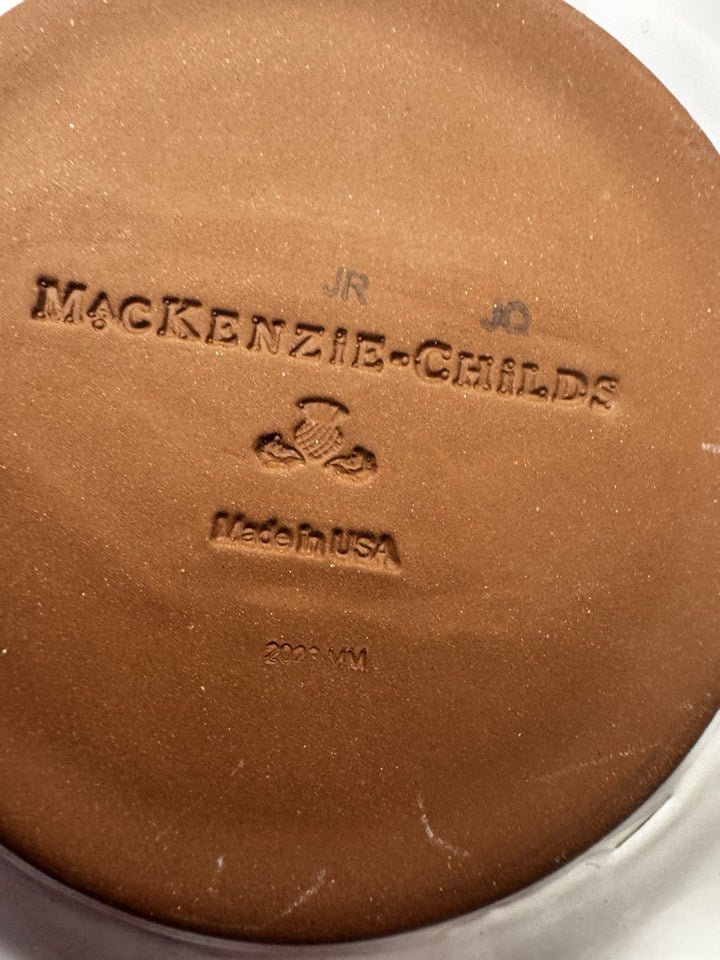 JR JQ
MACKENZIE-CHILDS
Made in USA
MM